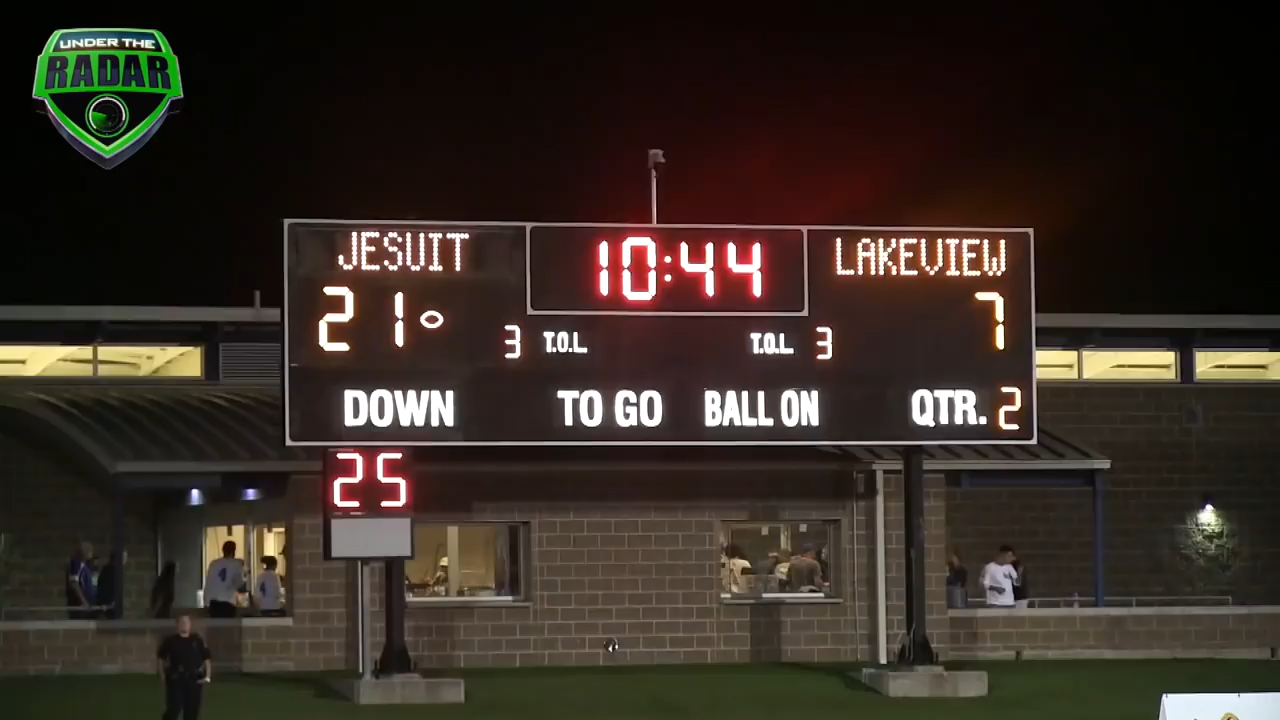 UNDER THE
RADAR
JESUIT
10:44
LAKEVIEW
21
7
3 T.O.L.
T.O.L. 3
DOWN
TO GO
BALL ON
QTR. 2
25